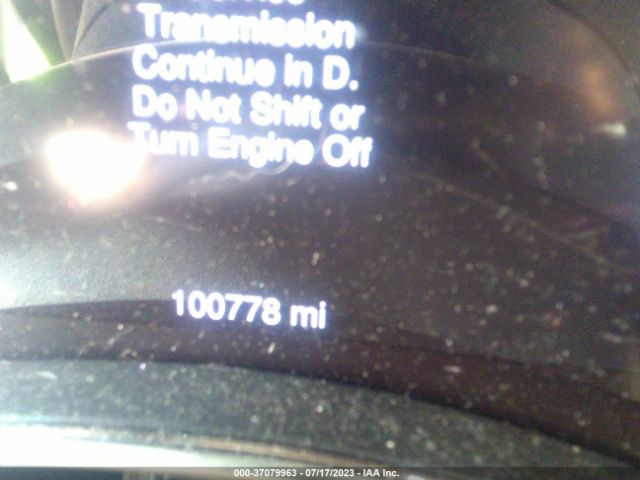 Transmission
Continue in D.
Do Not Shift or
Turn Engine Off
100778 mi
000-37079963 - 07/17/2023 - IAA Inc.